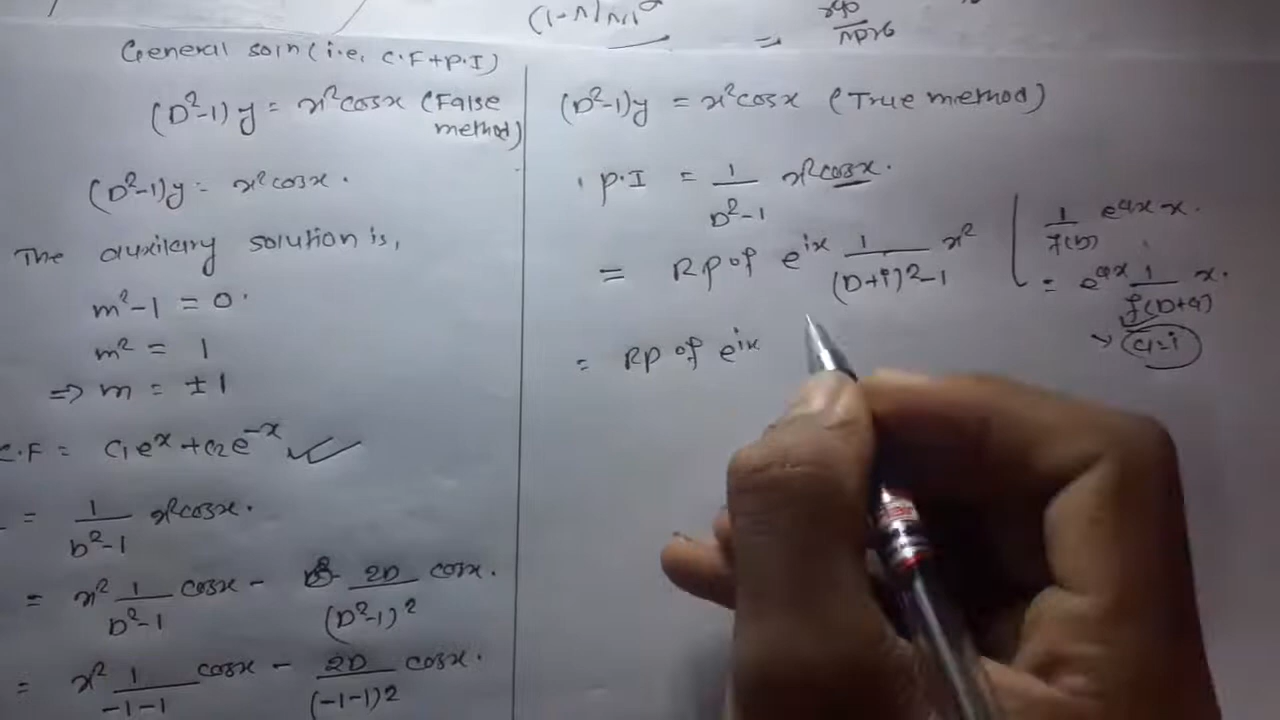 General soln (i.e, C.F+P.I)
(D²-1)y = x²cosx (False method)
(D²-1)y = x²cosx.
The auxilary solution is,
m²-1 = 0.
m² = 1
=> m = ±1
C.F = c₁eˣ + c₂e⁻ˣ
= 1/(D²-1) x²cosx.
= x² 1/(D²-1) cosx - 2D/(D²-1)² cosx.
= x² 1/(-1-1) cosx - 2D/(-1-1)2 cosx.
(D²-1)y = x²cosx (True method)
P.I = 1/(D²-1) x²cosx.
= RP of e^ix 1/((D+i)²-1) x²
= RP of e^ix
1/f(D) e^ax x.
= e^ax 1/f(D+a) x.
a=i